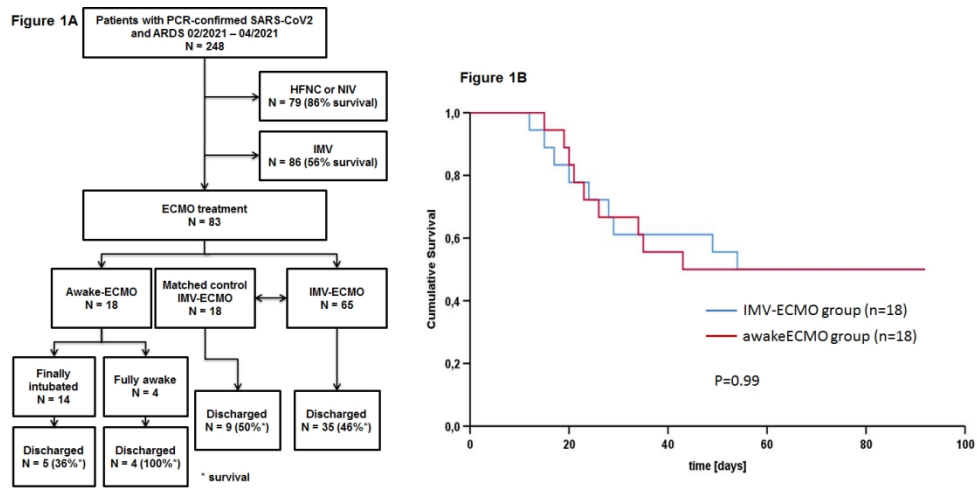 Figure 1A
Patients with PCR-confirmed SARS-CoV2
and ARDS 02/2021 – 04/2021
N = 248
HFNC or NIV
N = 79 (86% survival)
IMV
N = 86 (56% survival)
ECMO treatment
N = 83
Awake-ECMO
N = 18
Matched control
IMV-ECMO
N = 18
IMV-ECMO
N = 65
Finally
intubated
N = 14
Fully awake
N = 4
Discharged
N = 9 (50%*)
Discharged
N = 35 (46%*)
Discharged
N = 5 (36%*)
Discharged
N = 4 (100%*)
* survival
Figure 1B
Cumulative Survival
1,0
0,8
0,6
0,4
0,2
0,0
IMV-ECMO group (n=18)
awakeECMO group (n=18)
P=0.99
0
20
40
60
80
100
time [days]